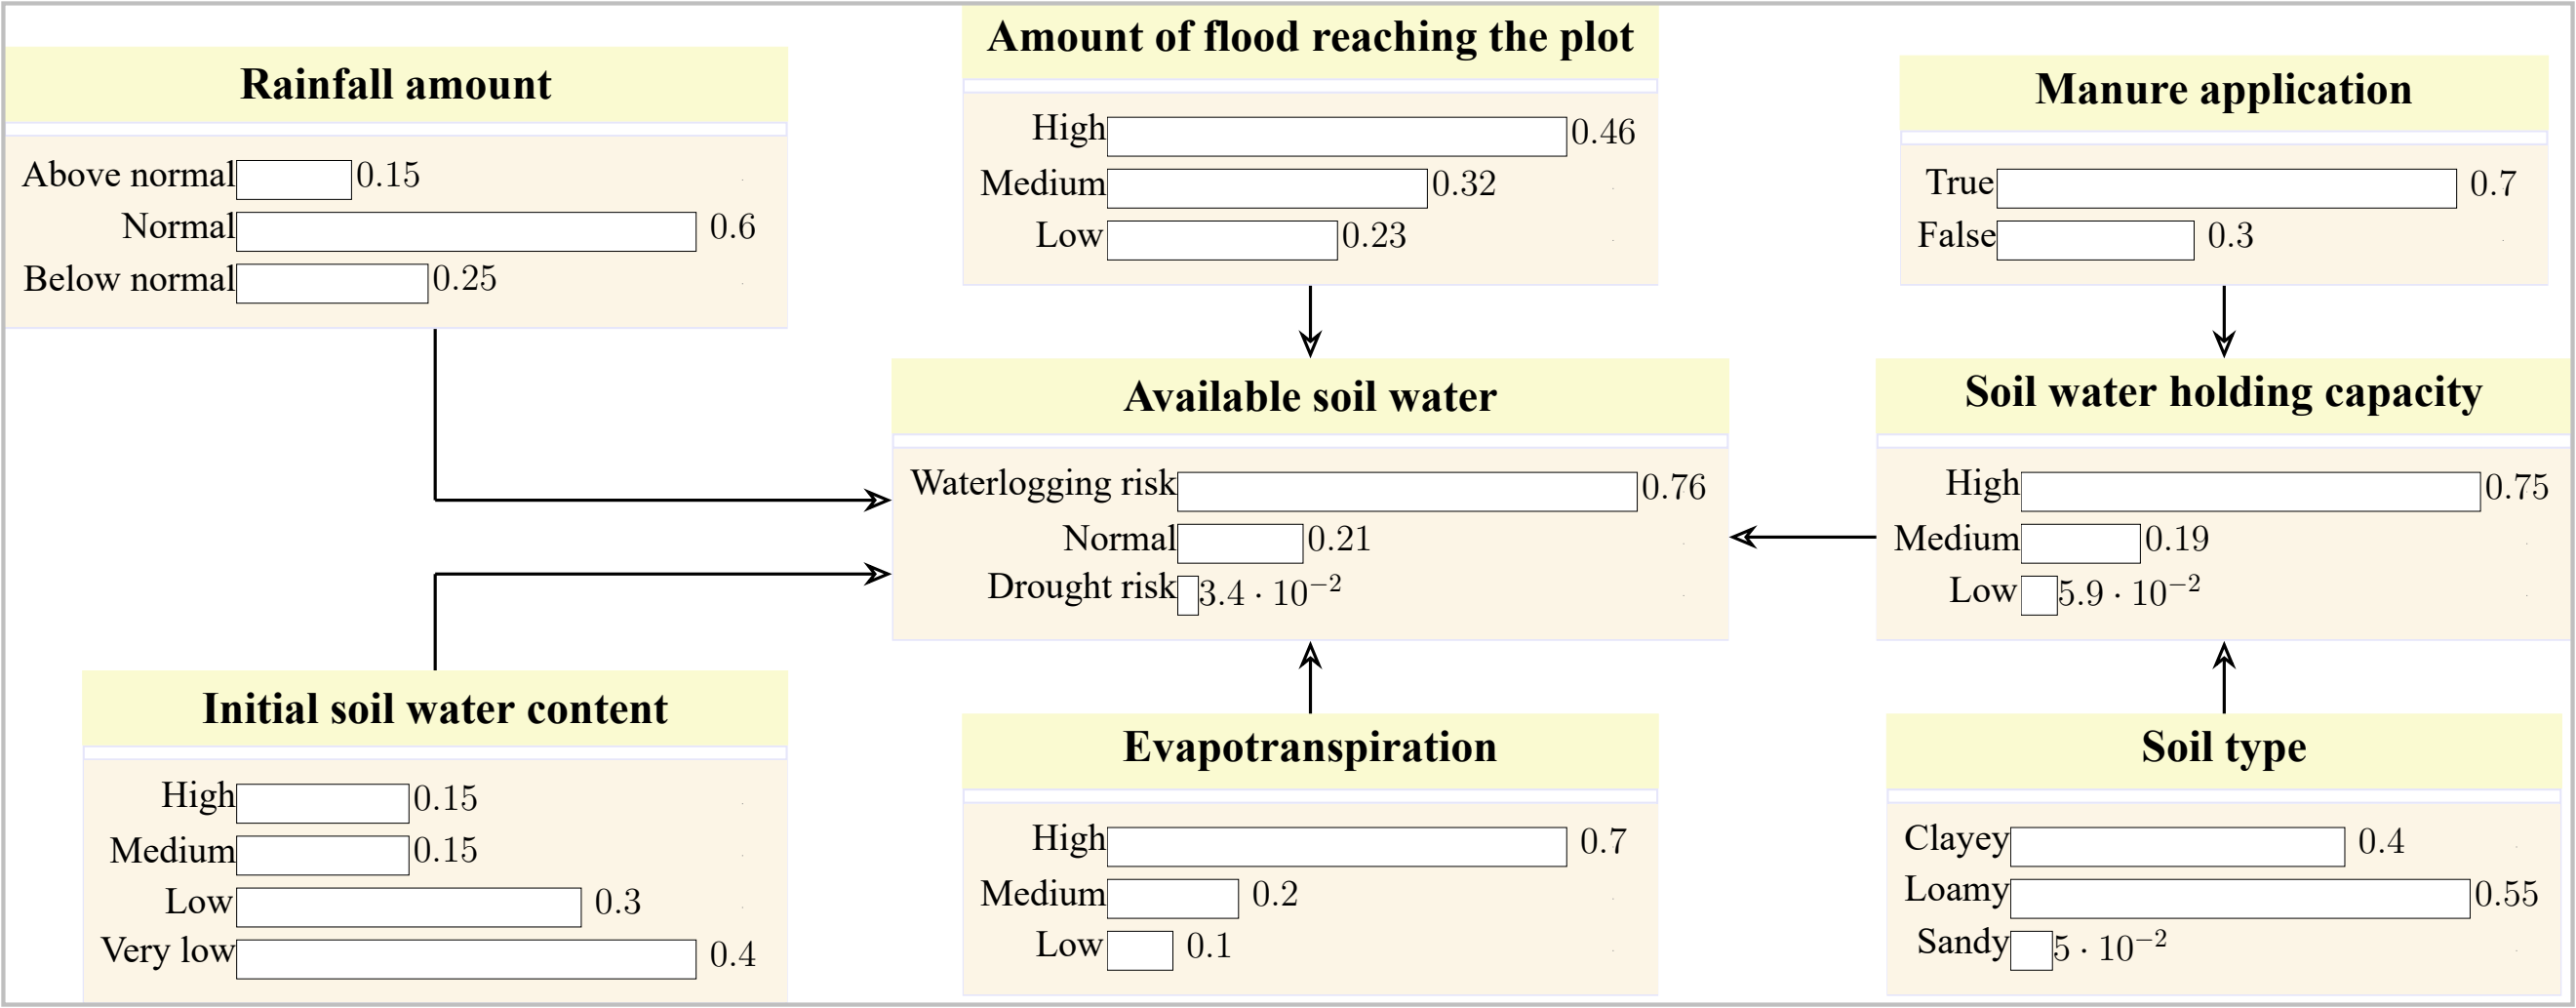 Rainfall amount
Above normal 0.15
Normal 0.6
Below normal 0.25
Amount of flood reaching the plot
High 0.46
Medium 0.32
Low 0.23
Manure application
True 0.7
False 0.3
Available soil water
Waterlogging risk 0.76
Normal 0.21
Drought risk 3.4 · 10⁻²
Soil water holding capacity
High 0.75
Medium 0.19
Low 5.9 · 10⁻²
Initial soil water content
High 0.15
Medium 0.15
Low 0.3
Very low 0.4
Evapotranspiration
High 0.7
Medium 0.2
Low 0.1
Soil type
Clayey 0.4
Loamy 0.55
Sandy 5 · 10⁻²